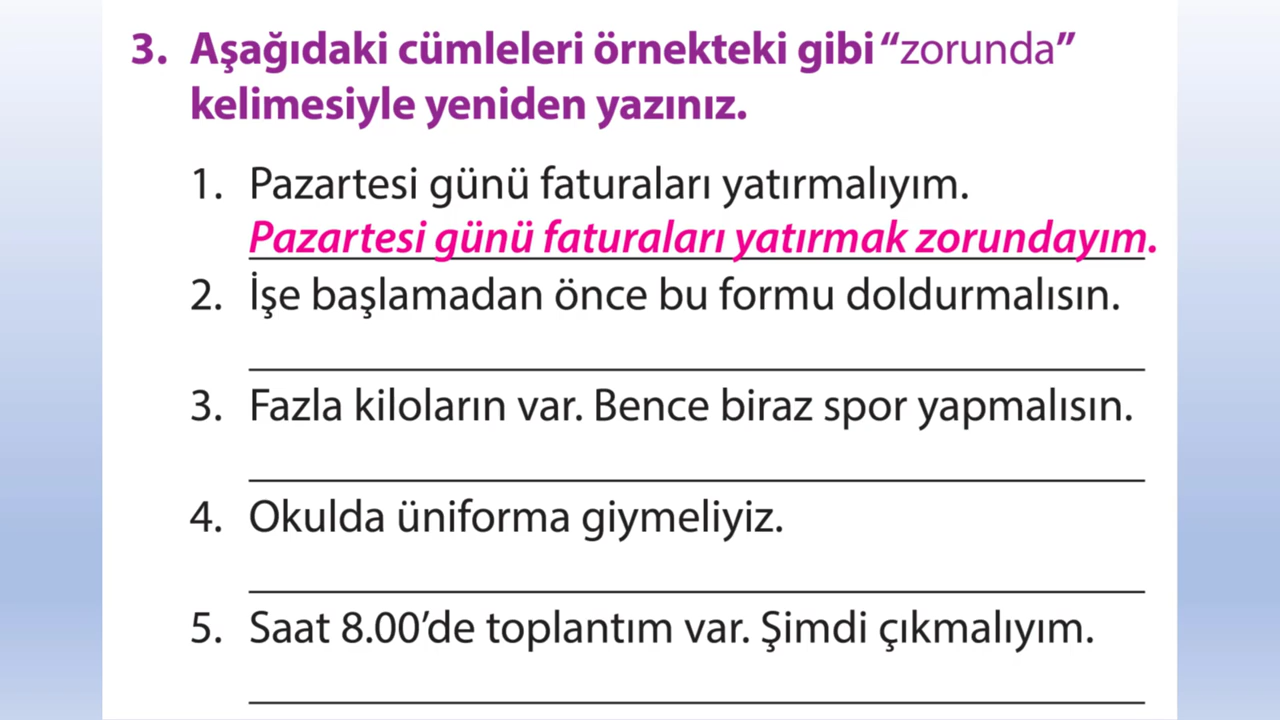 3. Aşağıdaki cümleleri örnekteki gibi “zorunda”
kelimesiyle yeniden yazınız.
1. Pazartesi günü faturaları yatırmalıyım.
Pazartesi günü faturaları yatırmak zorundayım.
2. İşe başlamadan önce bu formu doldurmalısın.
3. Fazla kiloların var. Bence biraz spor yapmalısın.
4. Okulda üniforma giymeliyiz.
5. Saat 8.00’de toplantım var. Şimdi çıkmalıyım.